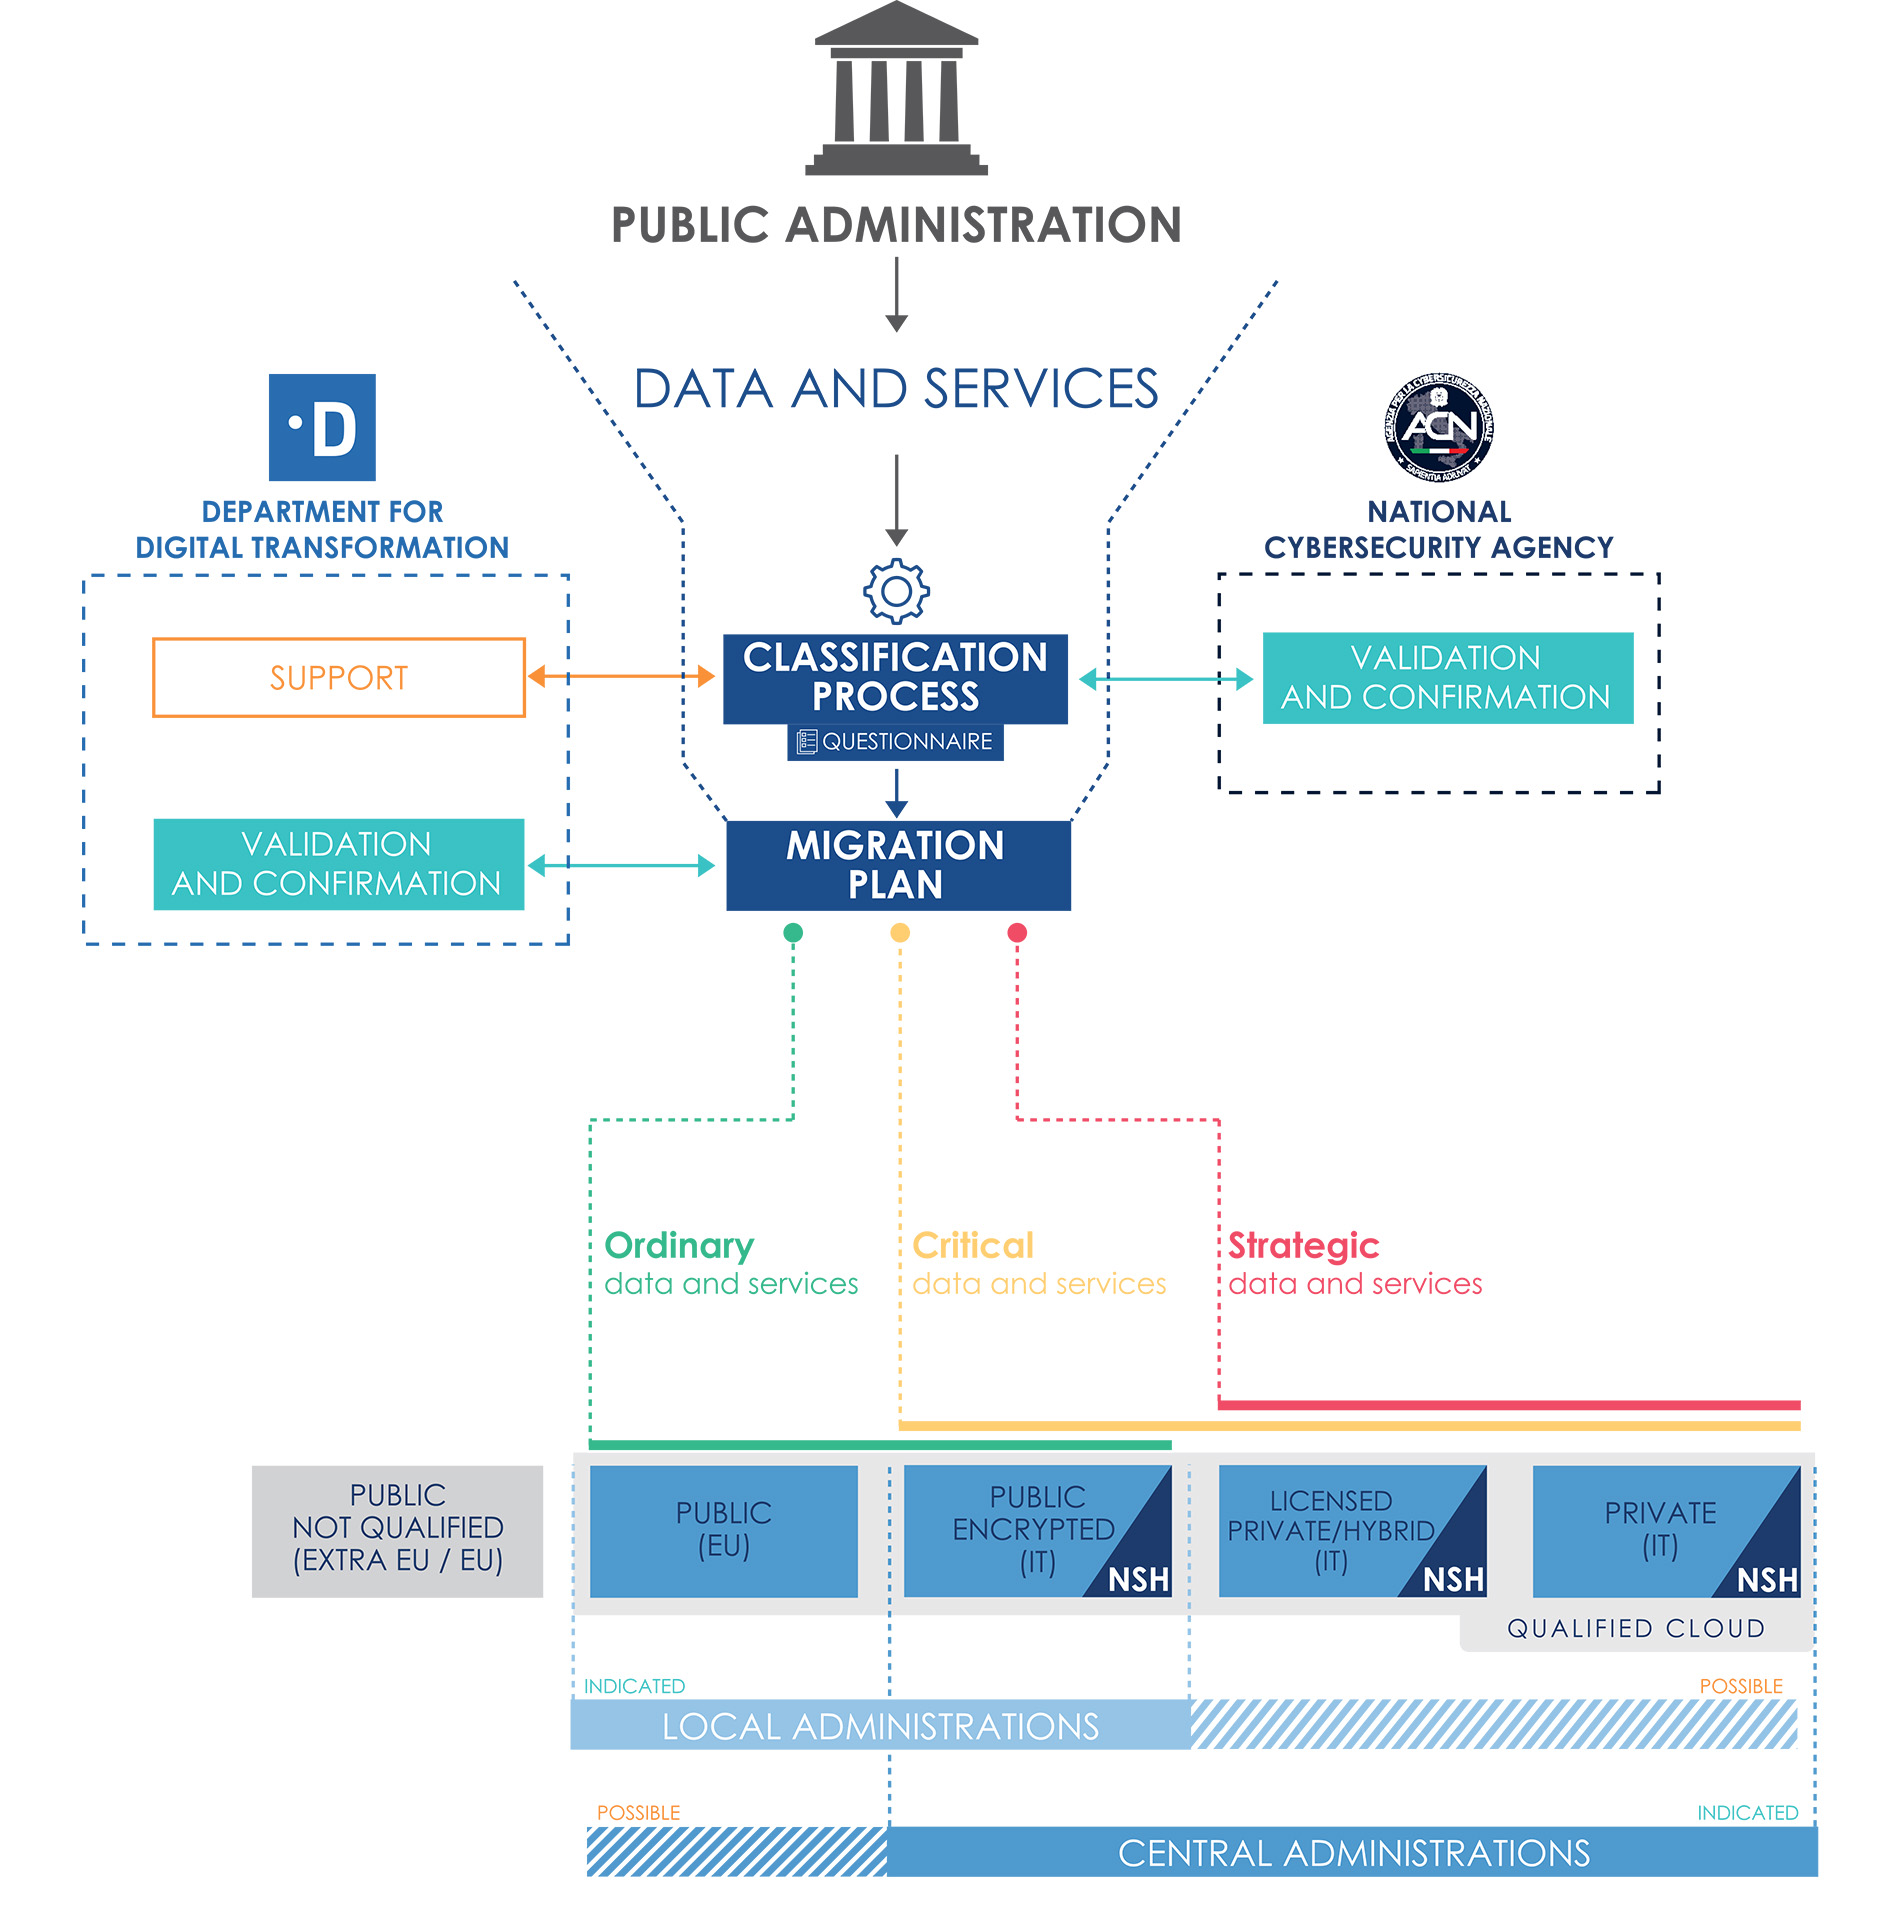 PUBLIC ADMINISTRATION
DATA AND SERVICES
·D
DEPARTMENT FOR
DIGITAL TRANSFORMATION
AGENZIA PER LA CYBERSICUREZZA NAZIONALE
ACN
SAPIENTIA ADIUVAT
NATIONAL
CYBERSECURITY AGENCY
SUPPORT
CLASSIFICATION
PROCESS
QUESTIONNAIRE
VALIDATION
AND CONFIRMATION
VALIDATION
AND CONFIRMATION
MIGRATION
PLAN
Ordinary
data and services
Critical
data and services
Strategic
data and services
PUBLIC
NOT QUALIFIED
(EXTRA EU / EU)
PUBLIC
(EU)
PUBLIC
ENCRYPTED
(IT)
NSH
LICENSED
PRIVATE/HYBRID
(IT)
NSH
PRIVATE
(IT)
NSH
QUALIFIED CLOUD
INDICATED
POSSIBLE
LOCAL ADMINISTRATIONS
POSSIBLE
INDICATED
CENTRAL ADMINISTRATIONS